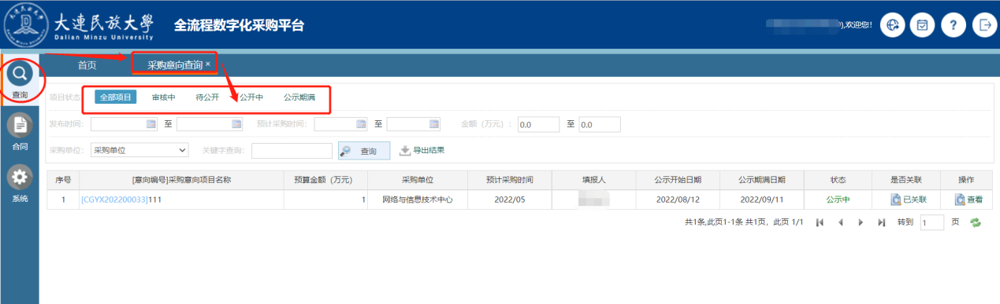 大連民族大學 全流程数字化采购平台 ),欢迎您!
Dalian Minzu University
首页 采购意向查询 ×
查询
合同
系统
项目状态 全部项目 审核中 待公开 公开中 公示期满
发布时间: 至 预计采购时间: 至 金额（万元）: 0.0 至 0.0
采购单位: 采购单位 关键字查询: 查询 导出结果
序号 [意向编号]采购意向项目名称 预算金额（万元） 采购单位 预计采购时间 填报人 公示开始日期 公示期满日期 状态 是否关联 操作
1 [CGYX202200033]111 1 网络与信息技术中心 2022/05 2022/08/12 2022/09/11 公示中 已关联 查看
共1条,此页1-1条 共1页，此页 1/1 转到 1 页